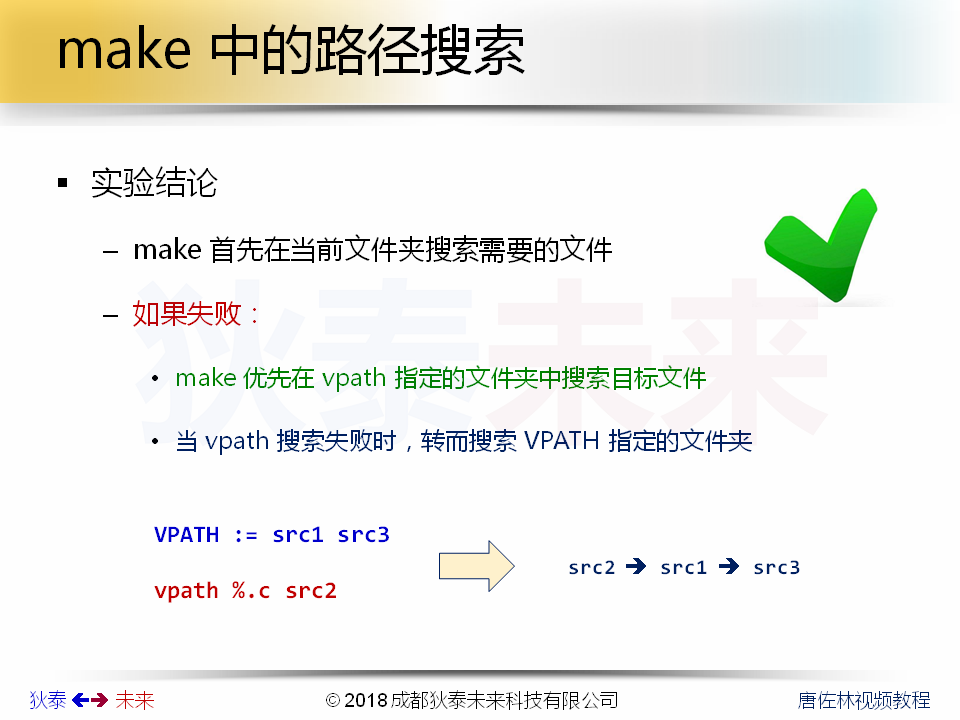 make 中的路径搜索
▪ 实验结论
– make 首先在当前文件夹搜索需要的文件
– 如果失败：
• make 优先在 vpath 指定的文件夹中搜索目标文件
• 当 vpath 搜索失败时，转而搜索 VPATH 指定的文件夹
狄泰未来
VPATH := src1 src3
vpath %.c src2
src2 ➔ src1 ➔ src3
狄泰 🡸🡺 未来
© 2018 成都狄泰未来科技有限公司
唐佐林视频教程